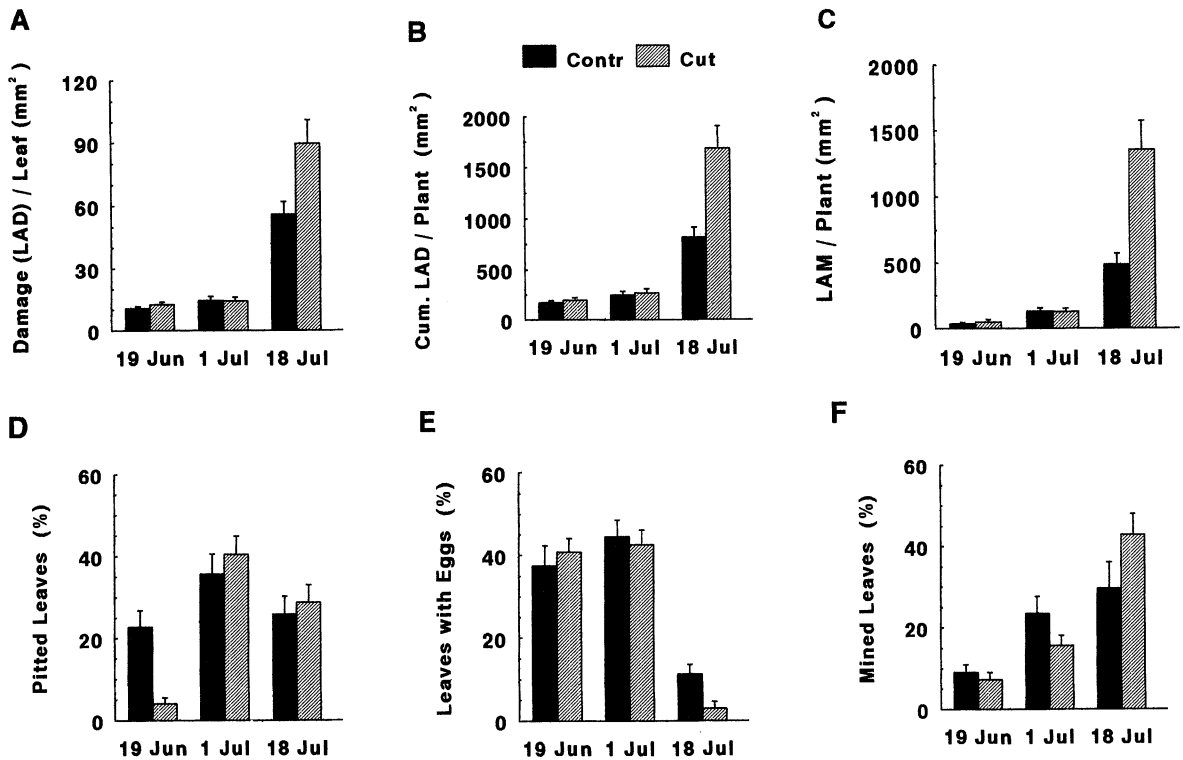 A
B
C
Contr
Cut
Damage (LAD) / Leaf (mm²)
120
90
60
30
0
19 Jun 1 Jul 18 Jul
Cum. LAD / Plant (mm²)
2000
1500
1000
500
0
19 Jun 1 Jul 18 Jul
LAM / Plant (mm²)
2000
1500
1000
500
0
19 Jun 1 Jul 18 Jul
D
E
F
Pitted Leaves (%)
60
40
20
0
19 Jun 1 Jul 18 Jul
Leaves with Eggs (%)
60
40
20
0
19 Jun 1 Jul 18 Jul
Mined Leaves (%)
60
40
20
0
19 Jun 1 Jul 18 Jul